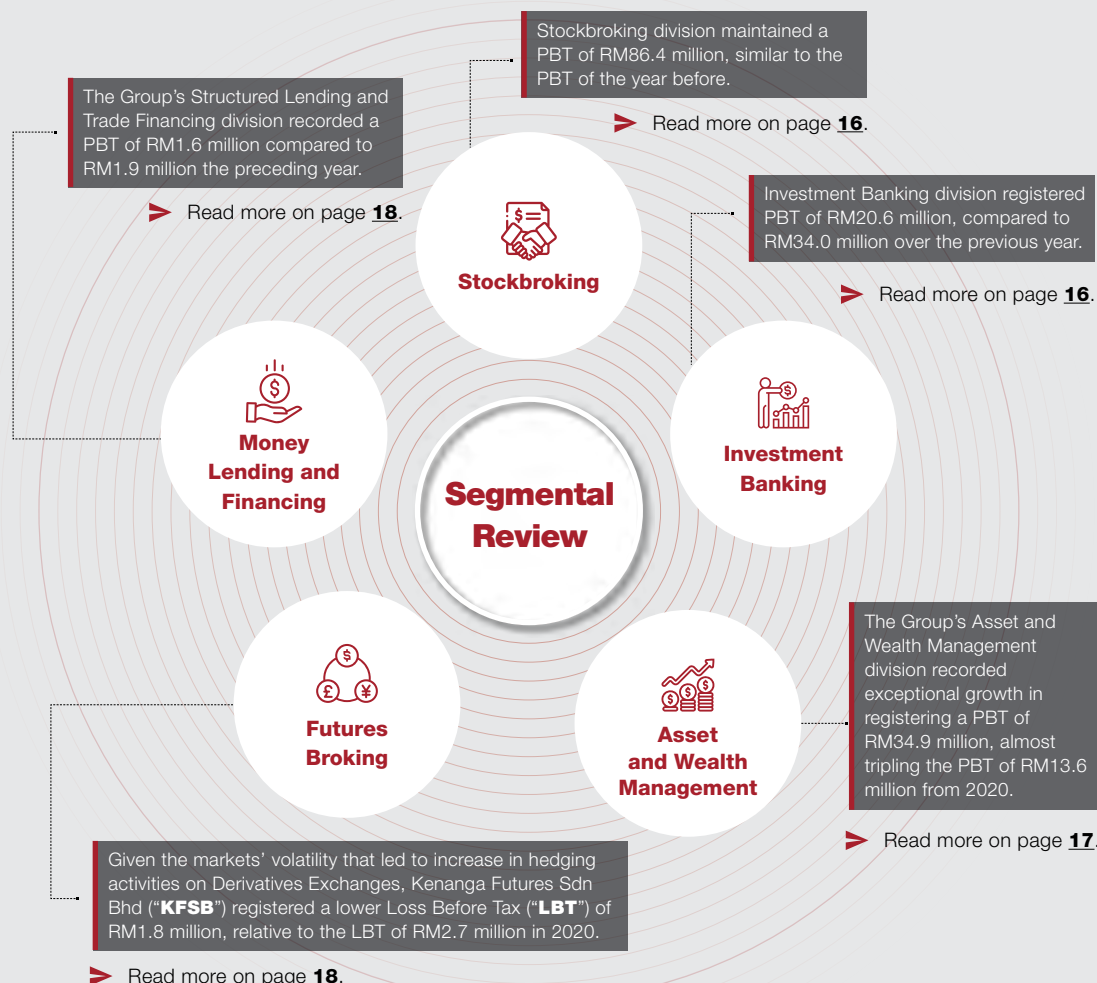 Stockbroking division maintained a
PBT of RM86.4 million, similar to the
PBT of the year before.
Read more on page 16.
The Group's Structured Lending and
Trade Financing division recorded a
PBT of RM1.6 million compared to
RM1.9 million the preceding year.
Read more on page 18.
Investment Banking division registered
PBT of RM20.6 million, compared to
RM34.0 million over the previous year.
Read more on page 16.
$
Stockbroking
$
Money
Lending and
Financing
$
Investment
Banking
Segmental
Review
$
£ ¥
Futures
Broking
$ $ $
Asset
and Wealth
Management
The Group's Asset and
Wealth Management
division recorded
exceptional growth in
registering a PBT of
RM34.9 million, almost
tripling the PBT of RM13.6
million from 2020.
Read more on page 17.
Given the markets' volatility that led to increase in hedging
activities on Derivatives Exchanges, Kenanga Futures Sdn
Bhd ("KFSB") registered a lower Loss Before Tax ("LBT") of
RM1.8 million, relative to the LBT of RM2.7 million in 2020.
Read more on page 18.